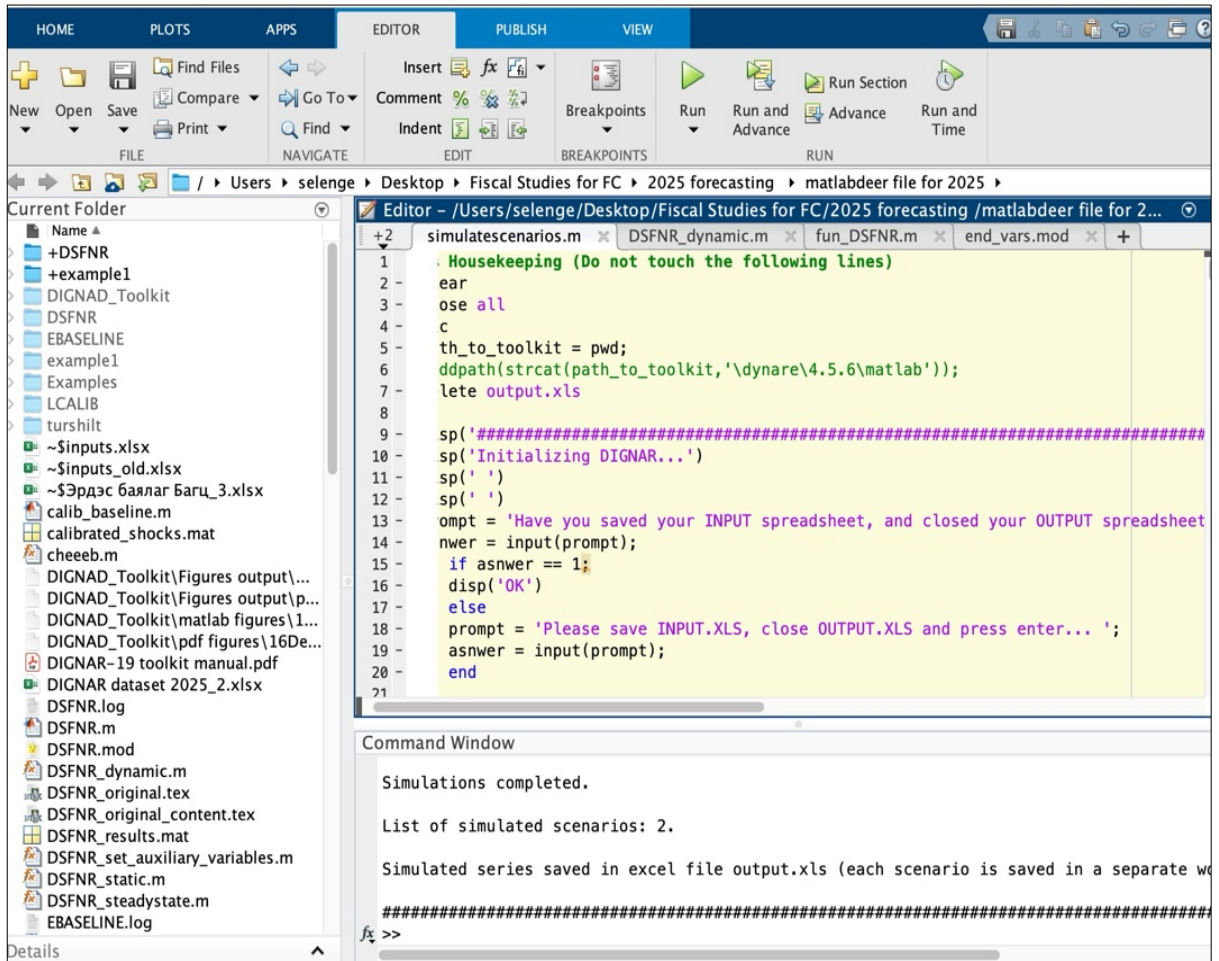 HOME PLOTS APPS EDITOR PUBLISH VIEW
New Open Save
Find Files
Compare
Print
FILE
Go To
Find
NAVIGATE
Insert fx
Comment
Indent
EDIT
Breakpoints
BREAKPOINTS
Run
Run and Advance
Run Section
Advance
Run and Time
RUN
/ Users selenge Desktop Fiscal Studies for FC 2025 forecasting matlabdeer file for 2025
Current Folder
Name
+DSFNR
+example1
DIGNAD_Toolkit
DSFNR
EBASELINE
example1
Examples
LCALIB
turshilt
~$inputs.xlsx
~$inputs_old.xlsx
~$Эрдэс баялаг Багц_3.xlsx
calib_baseline.m
calibrated_shocks.mat
cheeeb.m
DIGNAD_Toolkit\Figures output\...
DIGNAD_Toolkit\Figures output\p...
DIGNAD_Toolkit\matlab figures\1...
DIGNAD_Toolkit\pdf figures\16De...
DIGNAR-19 toolkit manual.pdf
DIGNAR dataset 2025_2.xlsx
DSFNR.log
DSFNR.m
DSFNR.mod
DSFNR_dynamic.m
DSFNR_original.tex
DSFNR_original_content.tex
DSFNR_results.mat
DSFNR_set_auxiliary_variables.m
DSFNR_static.m
DSFNR_steadystate.m
EBASELINE.log
Details
Editor - /Users/selenge/Desktop/Fiscal Studies for FC/2025 forecasting /matlabdeer file for 2...
+2 simulatescenarios.m DSFNR_dynamic.m fun_DSFNR.m end_vars.mod +
1 Housekeeping (Do not touch the following lines)
2 - ear
3 - ose all
4 - c
5 - th_to_toolkit = pwd;
6 ddpath(strcat(path_to_toolkit,'\dynare\4.5.6\matlab'));
7 - lete output.xls
8
9 - sp('##############################################################################
10 - sp('Initializing DIGNAR...')
11 - sp(' ')
12 - sp(' ')
13 - ompt = 'Have you saved your INPUT spreadsheet, and closed your OUTPUT spreadsheet
14 - nwer = input(prompt);
15 - if asnwer == 1;
16 - disp('OK')
17 - else
18 - prompt = 'Please save INPUT.XLS, close OUTPUT.XLS and press enter... ';
19 - asnwer = input(prompt);
20 - end
21
Command Window
Simulations completed.
List of simulated scenarios: 2.
Simulated series saved in excel file output.xls (each scenario is saved in a separate wo
########################################################################################
fx >>